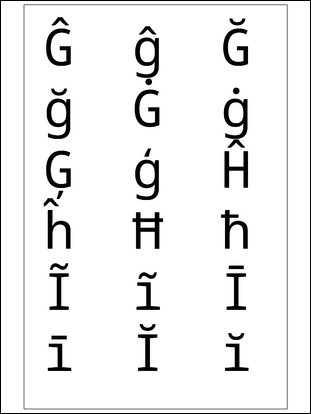 Ĝ ĝ Ğ
ğ Ġ ġ
Ģ ģ Ĥ
ĥ Ħ ħ
Ĩ ĩ Ī
ī Ĭ ĭ